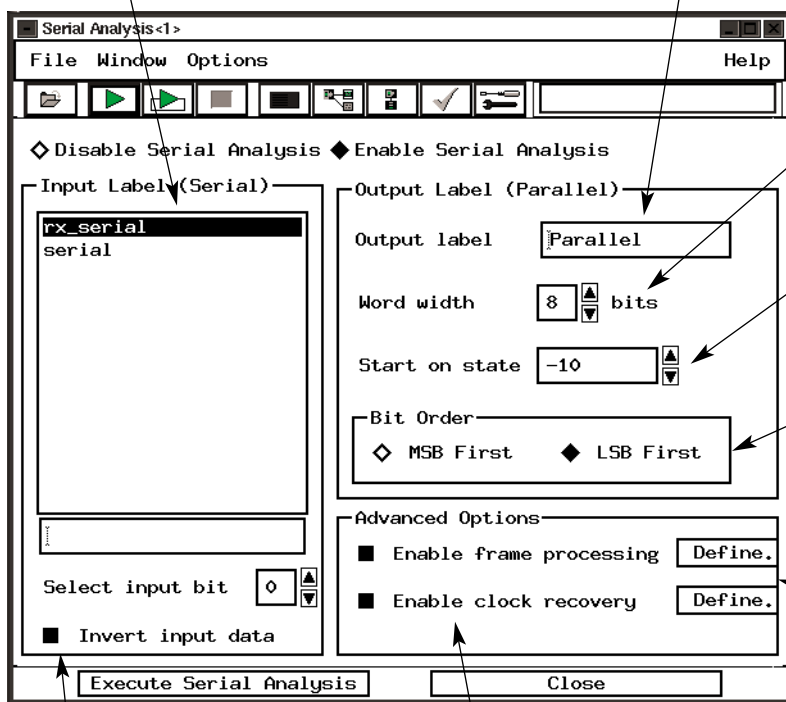 Serial Analysis<1>
File Window Options Help
Disable Serial Analysis Enable Serial Analysis
Input Label (Serial)
rx_serial
serial
Select input bit 0
Invert input data
Output Label (Parallel)
Output label Parallel
Word width 8 bits
Start on state -10
Bit Order
MSB First LSB First
Advanced Options
Enable frame processing Define.
Enable clock recovery Define.
Execute Serial Analysis Close